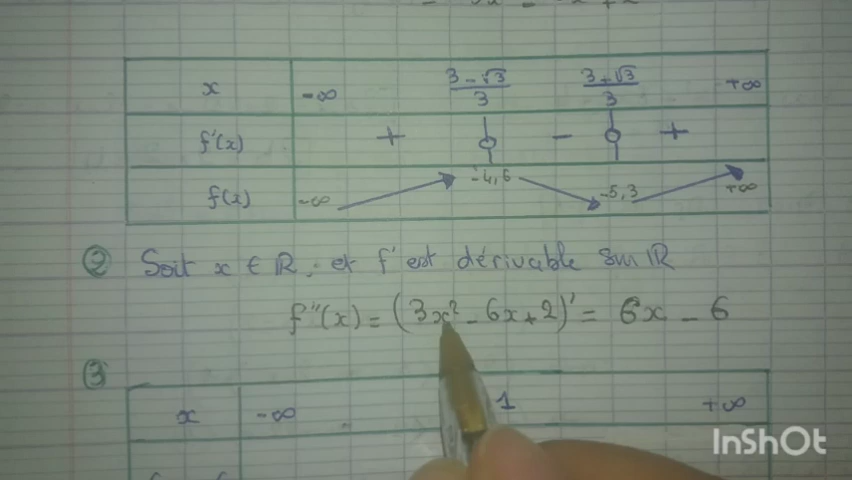 x -∞ 3-√3/3 3+√3/3 +∞
f'(x) + 0 - 0 +
f(x) -∞ -4,6 -5,3 +∞
② Soit x ∈ ℝ, et f' est dérivable sur ℝ
f''(x) = (3x² - 6x + 2)' = 6x - 6
③
x -∞ 1 +∞
InShOt